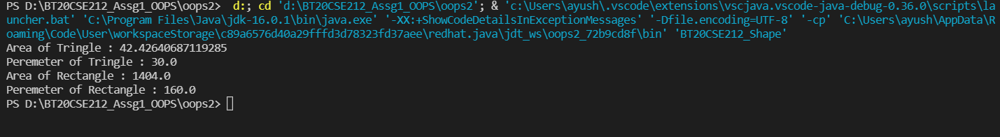 PS D:\BT20CSE212_Assg1_OOPS\oops2>  d:; cd 'd:\BT20CSE212_Assg1_OOPS\oops2'; & 'c:\Users\ayush\.vscode\extensions\vscjava.vscode-java-debug-0.36.0\scripts\la
uncher.bat' 'C:\Program Files\Java\jdk-16.0.1\bin\java.exe' '-XX:+ShowCodeDetailsInExceptionMessages' '-Dfile.encoding=UTF-8' '-cp' 'C:\Users\ayush\AppData\R
oaming\Code\User\workspaceStorage\c89a6576d40a29fffd3d78323fd37aee\redhat.java\jdt_ws\oops2_72b9cd8f\bin' 'BT20CSE212_Shape'
Area of Tringle : 42.42640687119285
Peremeter of Tringle : 30.0
Area of Rectangle : 1404.0
Peremeter of Rectangle : 160.0
PS D:\BT20CSE212_Assg1_OOPS\oops2>